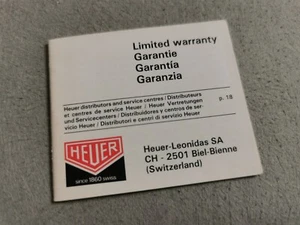 Limited warranty
Garantie
Garantía
Garanzia
Heuer distributors and service centres / Distributeurs
et centres de service Heuer / Heuer Vertretungen
und Servicecenters / Distribuidores y centros de ser-
vicio Heuer / Distributori e centri di servizio Heuer
p. 18
HEUER
since 1860 swiss
Heuer-Leonidas SA
CH - 2501 Biel-Bienne
(Switzerland)